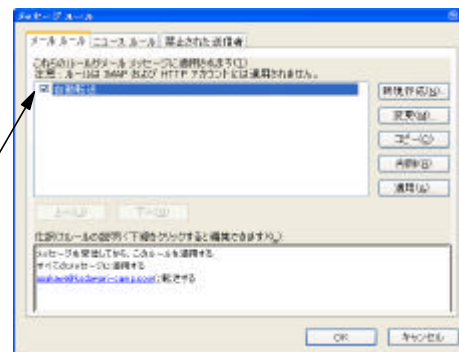 メッセージ ルール
メール ルール ニュース ルール 禁止された送信者
これらのルールがメール メッセージに適用されます(T)
注意 : ルールは IMAP および HTTP アカウントには適用されません。
自動転送
新規作成(N)...
変更(M)...
コピー(C)
削除(R)
適用(A)...
上へ(U)
下へ(D)
仕訳けルールの説明 (下線をクリックすると編集できます)(L):
メッセージを受信してから、このルールを適用する
すべてのメッセージに適用する
に転送する
OK
キャンセル